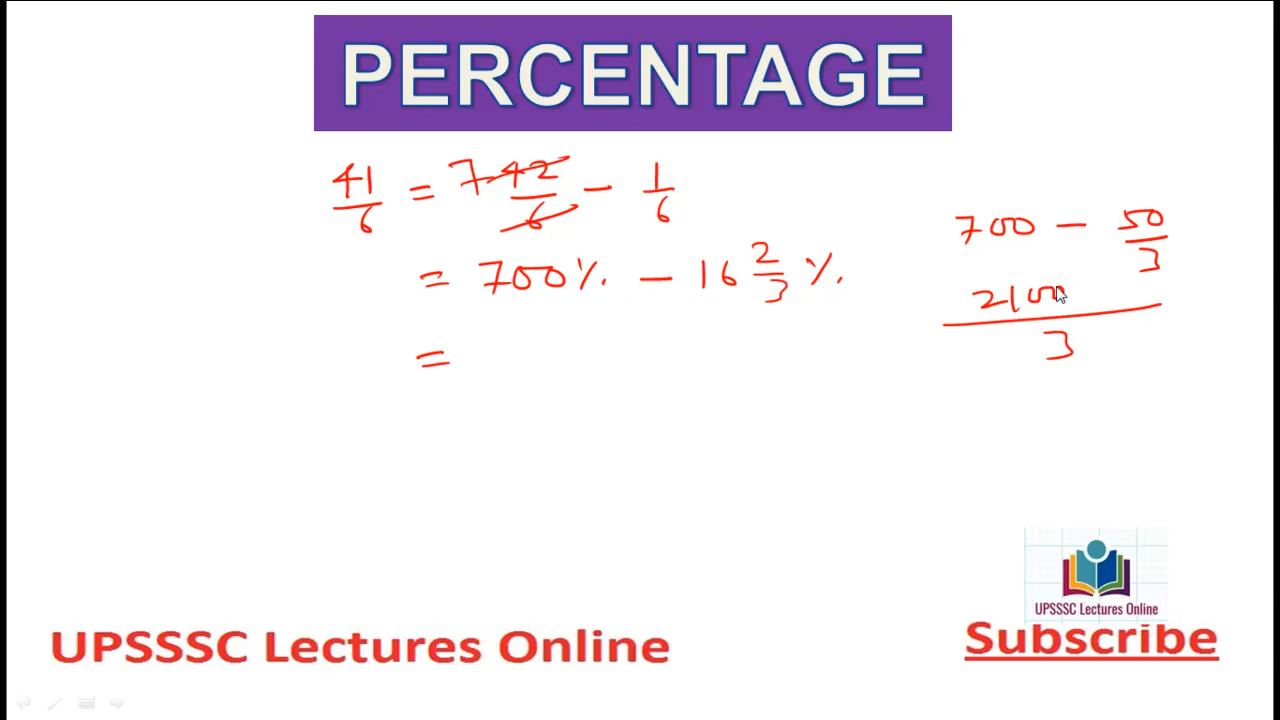 PERCENTAGE
41/6 = 7 42/6 - 1/6
= 700% - 16 2/3 %
=
700 - 50/3
2100
3
UPSSSC Lectures Online
Subscribe
UPSSSC Lectures Online